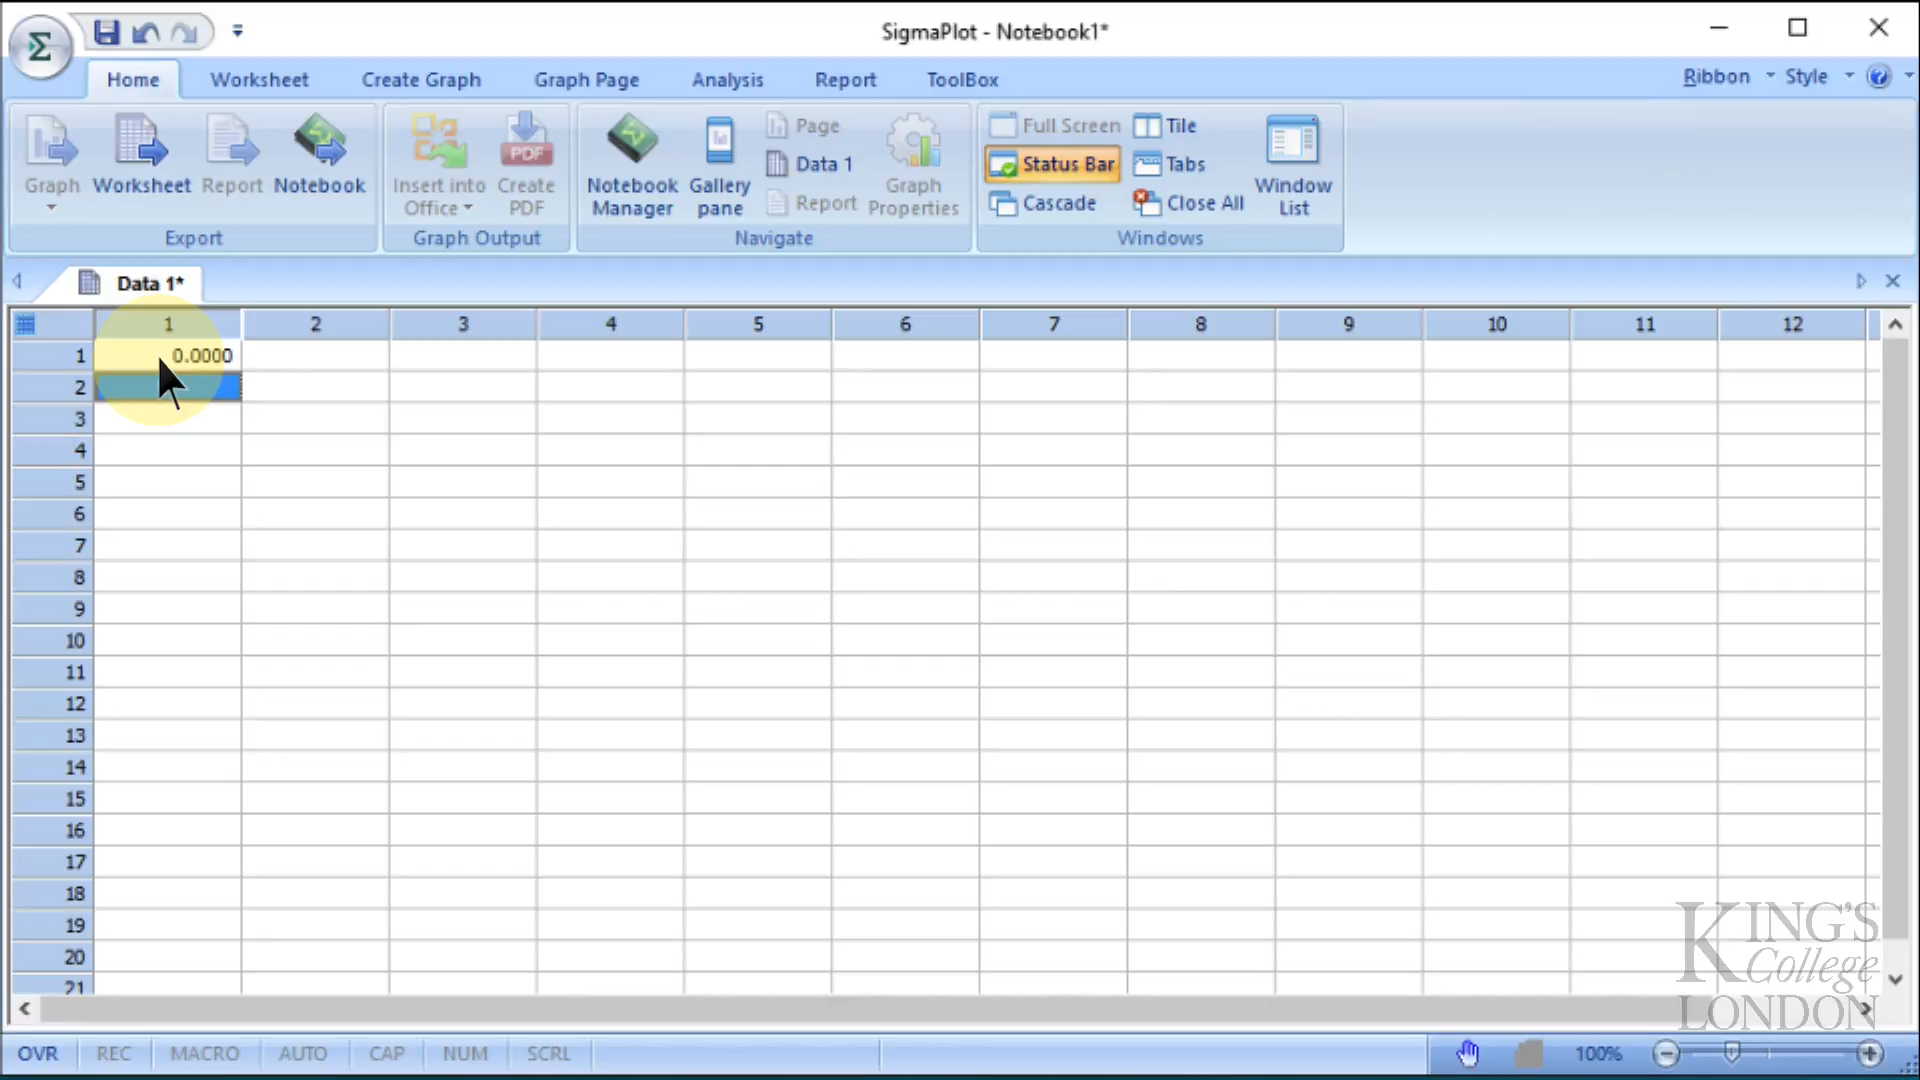 SigmaPlot - Notebook1*
Home Worksheet Create Graph Graph Page Analysis Report ToolBox Ribbon Style
Graph Worksheet Report Notebook
Export
Insert into Office Create PDF
PDF
Graph Output
Notebook Manager Gallery pane
Page
Data 1
Report
Graph Properties
Navigate
Full Screen
Status Bar
Cascade
Tile
Tabs
Close All
Window List
Windows
Data 1*
1 2 3 4 5 6 7 8 9 10 11 12
1 0.0000
2
3
4
5
6
7
8
9
10
11
12
13
14
15
16
17
18
19
20
21
KING'S
College
LONDON
OVR REC MACRO AUTO CAP NUM SCRL 100%